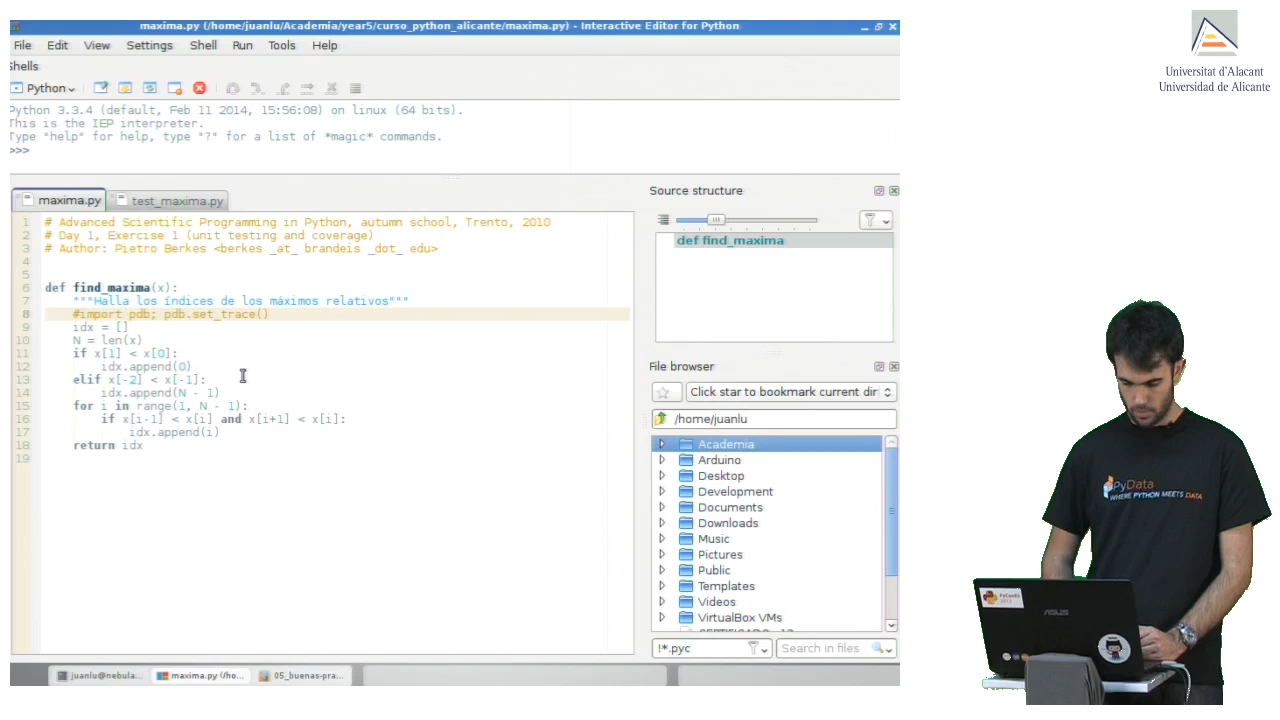 maxima.py (/home/juanlu/Academia/year5/curso_python_alicante/maxima.py) - Interactive Editor for Python
File Edit View Settings Shell Run Tools Help
Shells
Python
Python 3.3.4 (default, Feb 11 2014, 15:56:08) on linux (64 bits).
This is the IEP interpreter.
Type "help" for help, type "?" for a list of *magic* commands.
>>>
maxima.py test_maxima.py
1 # Advanced Scientific Programming in Python, autumn school, Trento, 2010
2 # Day 1, Exercise 1 (unit testing and coverage)
3 # Author: Pietro Berkes <berkes _at_ brandeis _dot_ edu>
4
5
6 def find_maxima(x):
7 """Halla los índices de los máximos relativos"""
8 #import pdb; pdb.set_trace()
9 idx = []
10 N = len(x)
11 if x[1] < x[0]:
12 idx.append(0)
13 elif x[-2] < x[-1]:
14 idx.append(N - 1)
15 for i in range(1, N - 1):
16 if x[i-1] < x[i] and x[i+1] < x[i]:
17 idx.append(i)
18 return idx
19
Source structure
def find_maxima
File browser
Click star to bookmark current dir
/home/juanlu
Academia
Arduino
Desktop
Development
Documents
Downloads
Music
Pictures
Public
Templates
Videos
VirtualBox VMs
!*.pyc
Search in files
juanlu@nebula... maxima.py (/ho... 05_buenas-pra...
Universitat d'Alacant
Universidad de Alicante
PyData
WHERE PYTHON MEETS DATA
ASUS